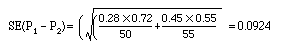 SE(P₁ − P₂) = ( √( 0.28 × 0.72 / 50 + 0.45 × 0.55 / 55 ) = 0.0924